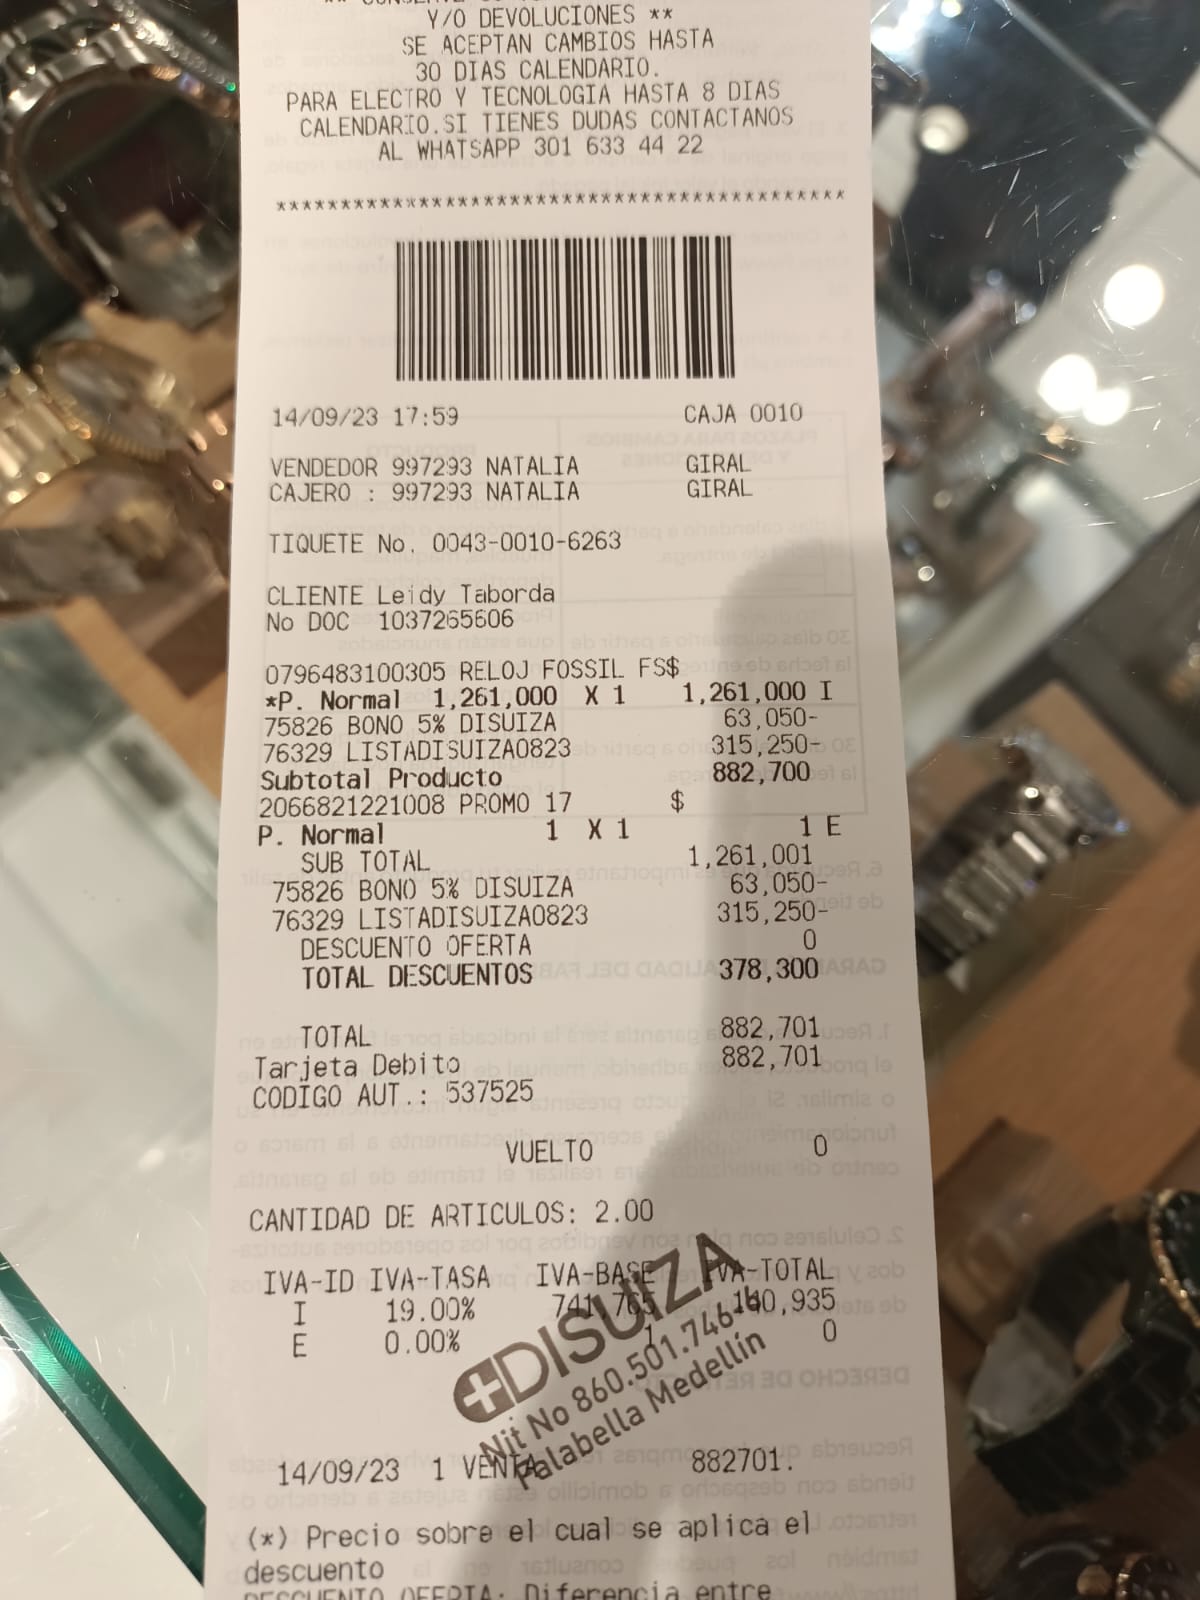 Y/O DEVOLUCIONES **
SE ACEPTAN CAMBIOS HASTA
30 DIAS CALENDARIO.
PARA ELECTRO Y TECNOLOGIA HASTA 8 DIAS
CALENDARIO.SI TIENES DUDAS CONTACTANOS
AL WHATSAPP 301 633 44 22
*******************************************
14/09/23 17:59 CAJA 0010
VENDEDOR 997293 NATALIA GIRAL
CAJERO : 997293 NATALIA GIRAL
TIQUETE No. 0043-0010-6263
CLIENTE Leidy Taborda
No DOC 1037265606
0796483100305 RELOJ FOSSIL FS$
*P. Normal 1,261,000 X 1 1,261,000 I
75826 BONO 5% DISUIZA 63,050-
76329 LISTADISUIZA0823 315,250-
Subtotal Producto 882,700
2066821221008 PROMO 17 $
P. Normal 1 X 1 1 E
SUB TOTAL 1,261,001
75826 BONO 5% DISUIZA 63,050-
76329 LISTADISUIZA0823 315,250-
DESCUENTO OFERTA 0
TOTAL DESCUENTOS 378,300
TOTAL 882,701
Tarjeta Debito 882,701
CODIGO AUT.: 537525
VUELTO 0
CANTIDAD DE ARTICULOS: 2.00
IVA-ID IVA-TASA IVA-BASE IVA-TOTAL
I 19.00% 741,765 140,935
E 0.00% 1 0
DISUIZA
Nit No 860.501.746-
Falabella Medellín
14/09/23 1 VENTA 882701.
(*) Precio sobre el cual se aplica el
descuento
DESCUENTO OFERTA: Diferencia entre